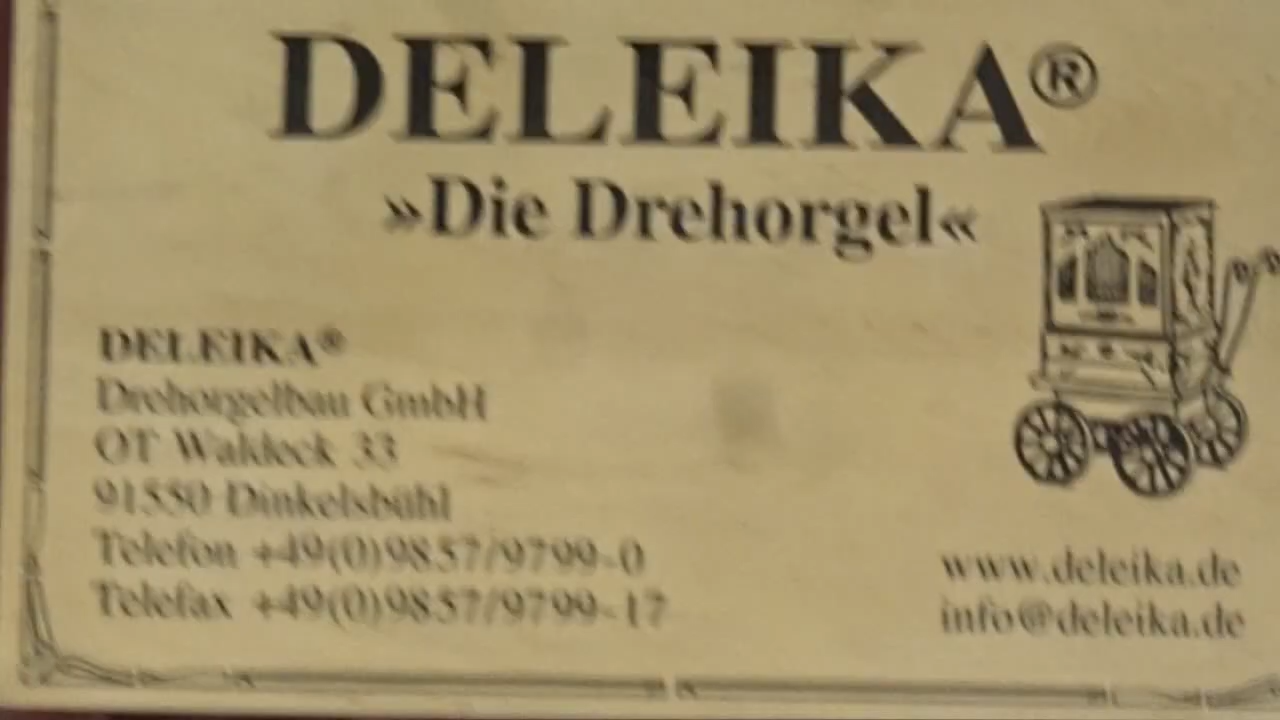 DELEIKA®
»Die Drehorgel«
DELEIKA®
Drehorgelbau GmbH
OT Waldeck 33
91550 Dinkelsbühl
Telefon +49(0)9857/9799-0
Telefax +49(0)9857/9799-17
www.deleika.de
info@deleika.de